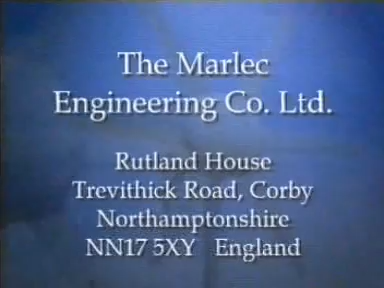 The Marlec
Engineering Co. Ltd.
Rutland House
Trevithick Road, Corby
Northamptonshire
NN17 5XY England